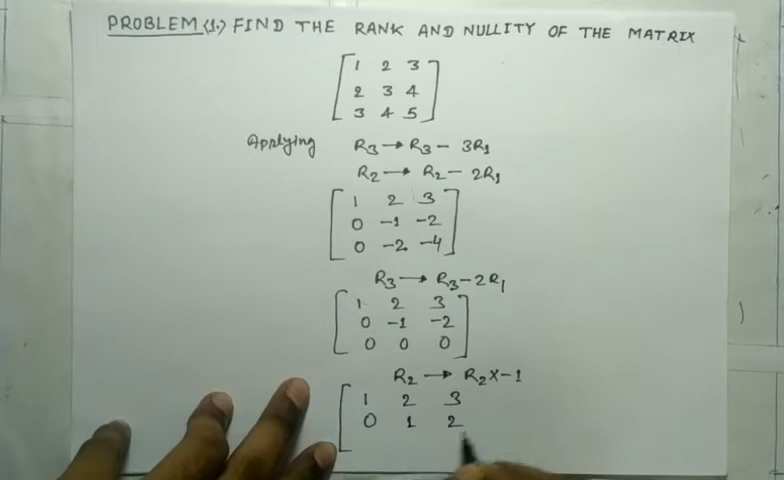 PROBLEM (1.) FIND THE RANK AND NULLITY OF THE MATRIX
1 2 3
2 3 4
3 4 5
Applying R3 → R3 - 3R1
R2 → R2 - 2R1
1 2 3
0 -1 -2
0 -2 -4
R3 → R3 - 2R1
1 2 3
0 -1 -2
0 0 0
R2 → R2 X -1
1 2 3
0 1 2